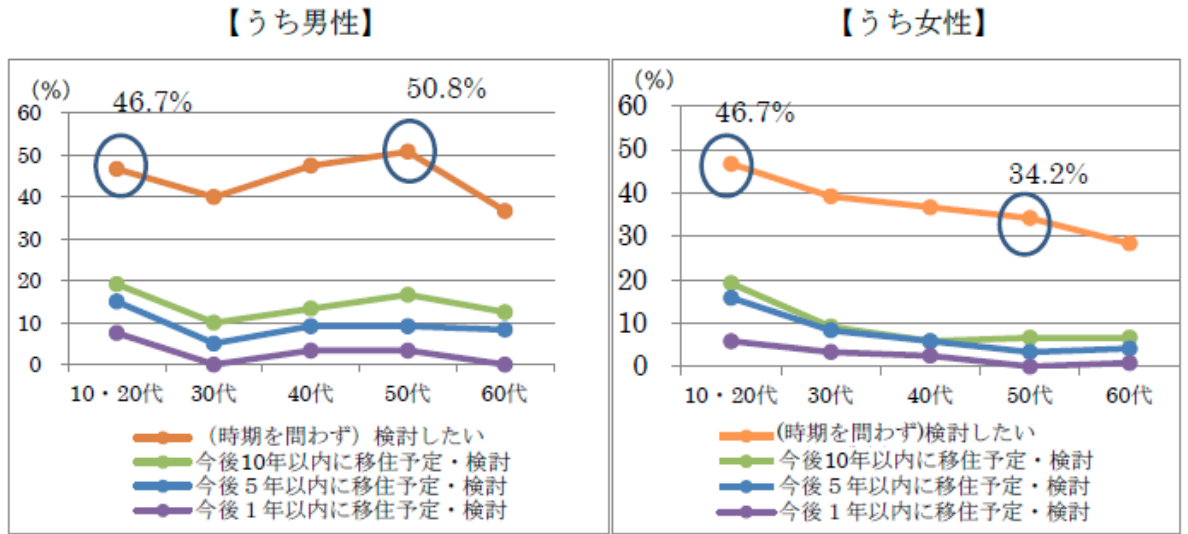 【うち男性】
(%)
46.7%
50.8%
60
50
40
30
20
10
0
10・20代 30代 40代 50代 60代
（時期を問わず）検討したい
今後10年以内に移住予定・検討
今後５年以内に移住予定・検討
今後１年以内に移住予定・検討
【うち女性】
(%)
46.7%
34.2%
60
50
40
30
20
10
0
10・20代 30代 40代 50代 60代
(時期を問わず)検討したい
今後10年以内に移住予定・検討
今後５年以内に移住予定・検討
今後１年以内に移住予定・検討